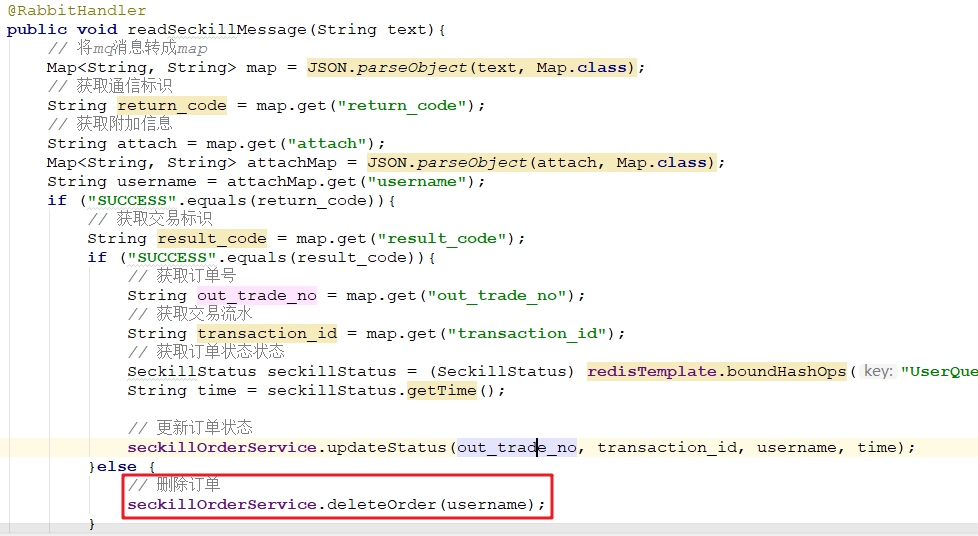 @RabbitHandler
public void readSeckillMessage(String text){
// 将mq消息转成map
Map<String, String> map = JSON.parseObject(text, Map.class);
// 获取通信标识
String return_code = map.get("return_code");
// 获取附加信息
String attach = map.get("attach");
Map<String, String> attachMap = JSON.parseObject(attach, Map.class);
String username = attachMap.get("username");
if ("SUCCESS".equals(return_code)){
// 获取交易标识
String result_code = map.get("result_code");
if ("SUCCESS".equals(result_code)){
// 获取订单号
String out_trade_no = map.get("out_trade_no");
// 获取交易流水
String transaction_id = map.get("transaction_id");
// 获取订单状态状态
SeckillStatus seckillStatus = (SeckillStatus) redisTemplate.boundHashOps( key: "UserQue
String time = seckillStatus.getTime();
// 更新订单状态
seckillOrderService.updateStatus(out_trade_no, transaction_id, username, time);
}else {
// 删除订单
seckillOrderService.deleteOrder(username);
}